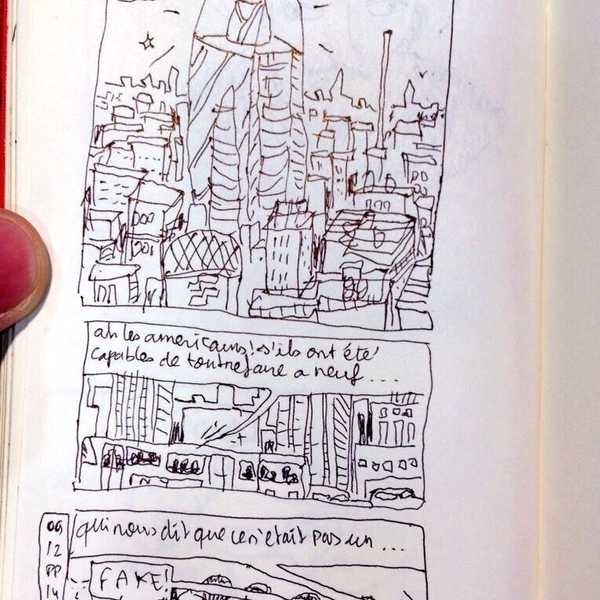 ah les americains! s'ils ont été
capables de tout refaire a neuf...
qui nous dit que ce n'était pas un...
09
12
PP
14
FAKE!